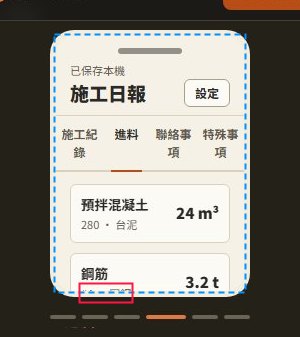 已保存本機
施工日報
設定
施工紀錄
進料
聯絡事項
特殊事項
預拌混凝土
24 m³
280 · 台泥
鋼筋
3.2 t